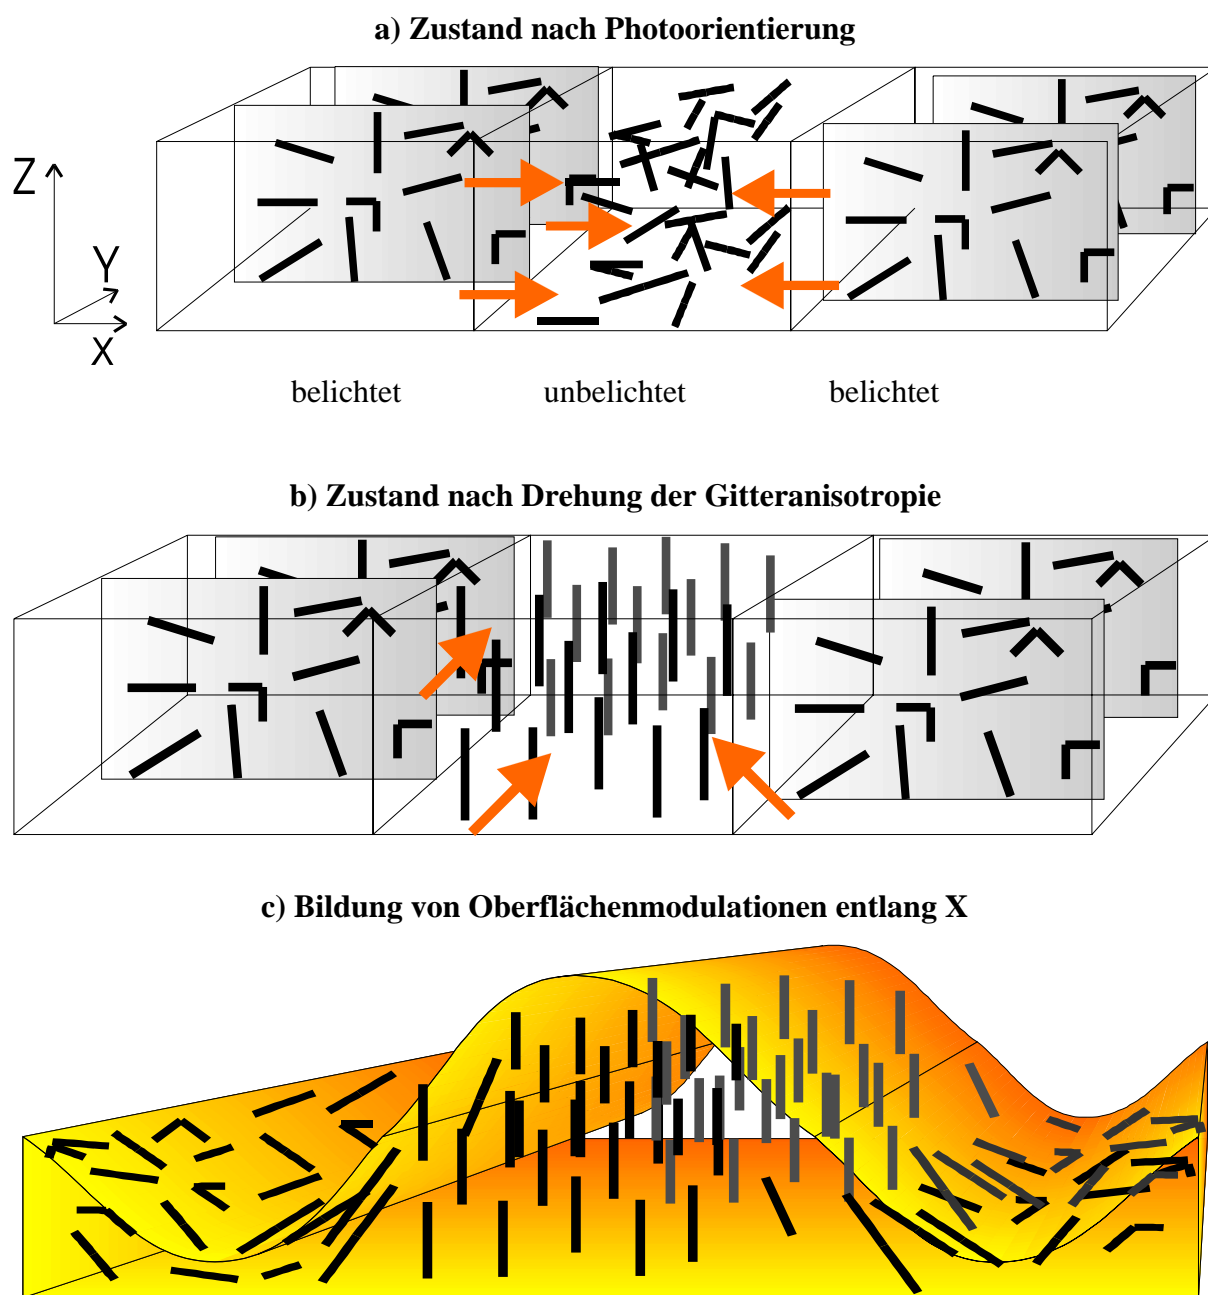 a) Zustand nach Photoorientierung
Z
Y
X
belichtet unbelichtet belichtet
b) Zustand nach Drehung der Gitteranisotropie
c) Bildung von Oberflächenmodulationen entlang X